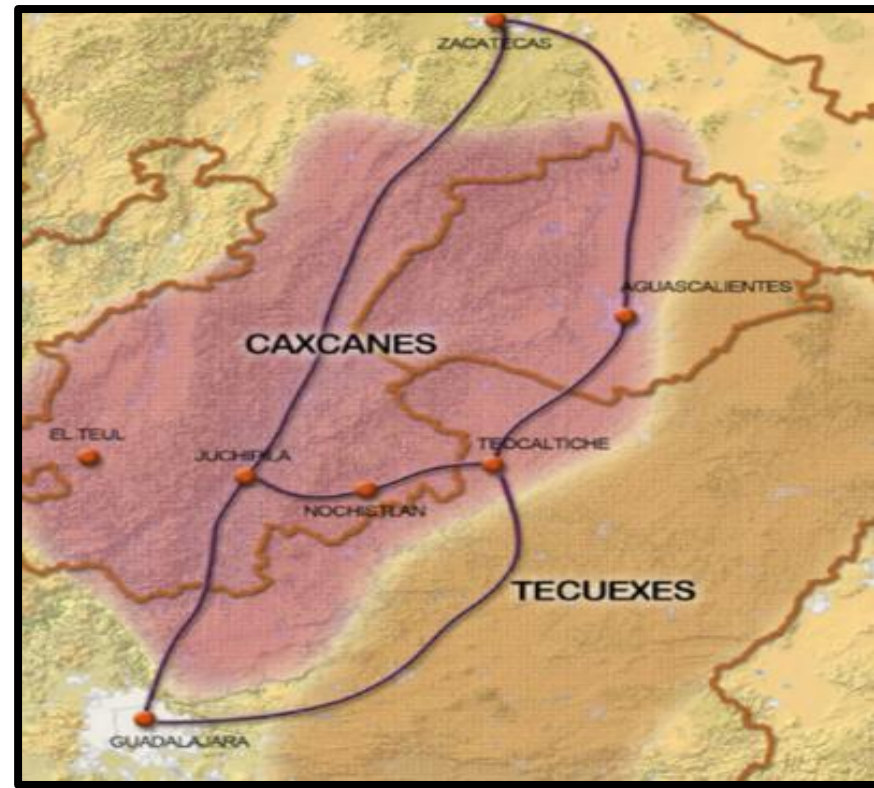 ZACATECAS
AGUASCALIENTES
CAXCANES
EL TEUL
JUCHIPILA
TEOCALTICHE
NOCHISTLAN
TECUEXES
GUADALAJARA